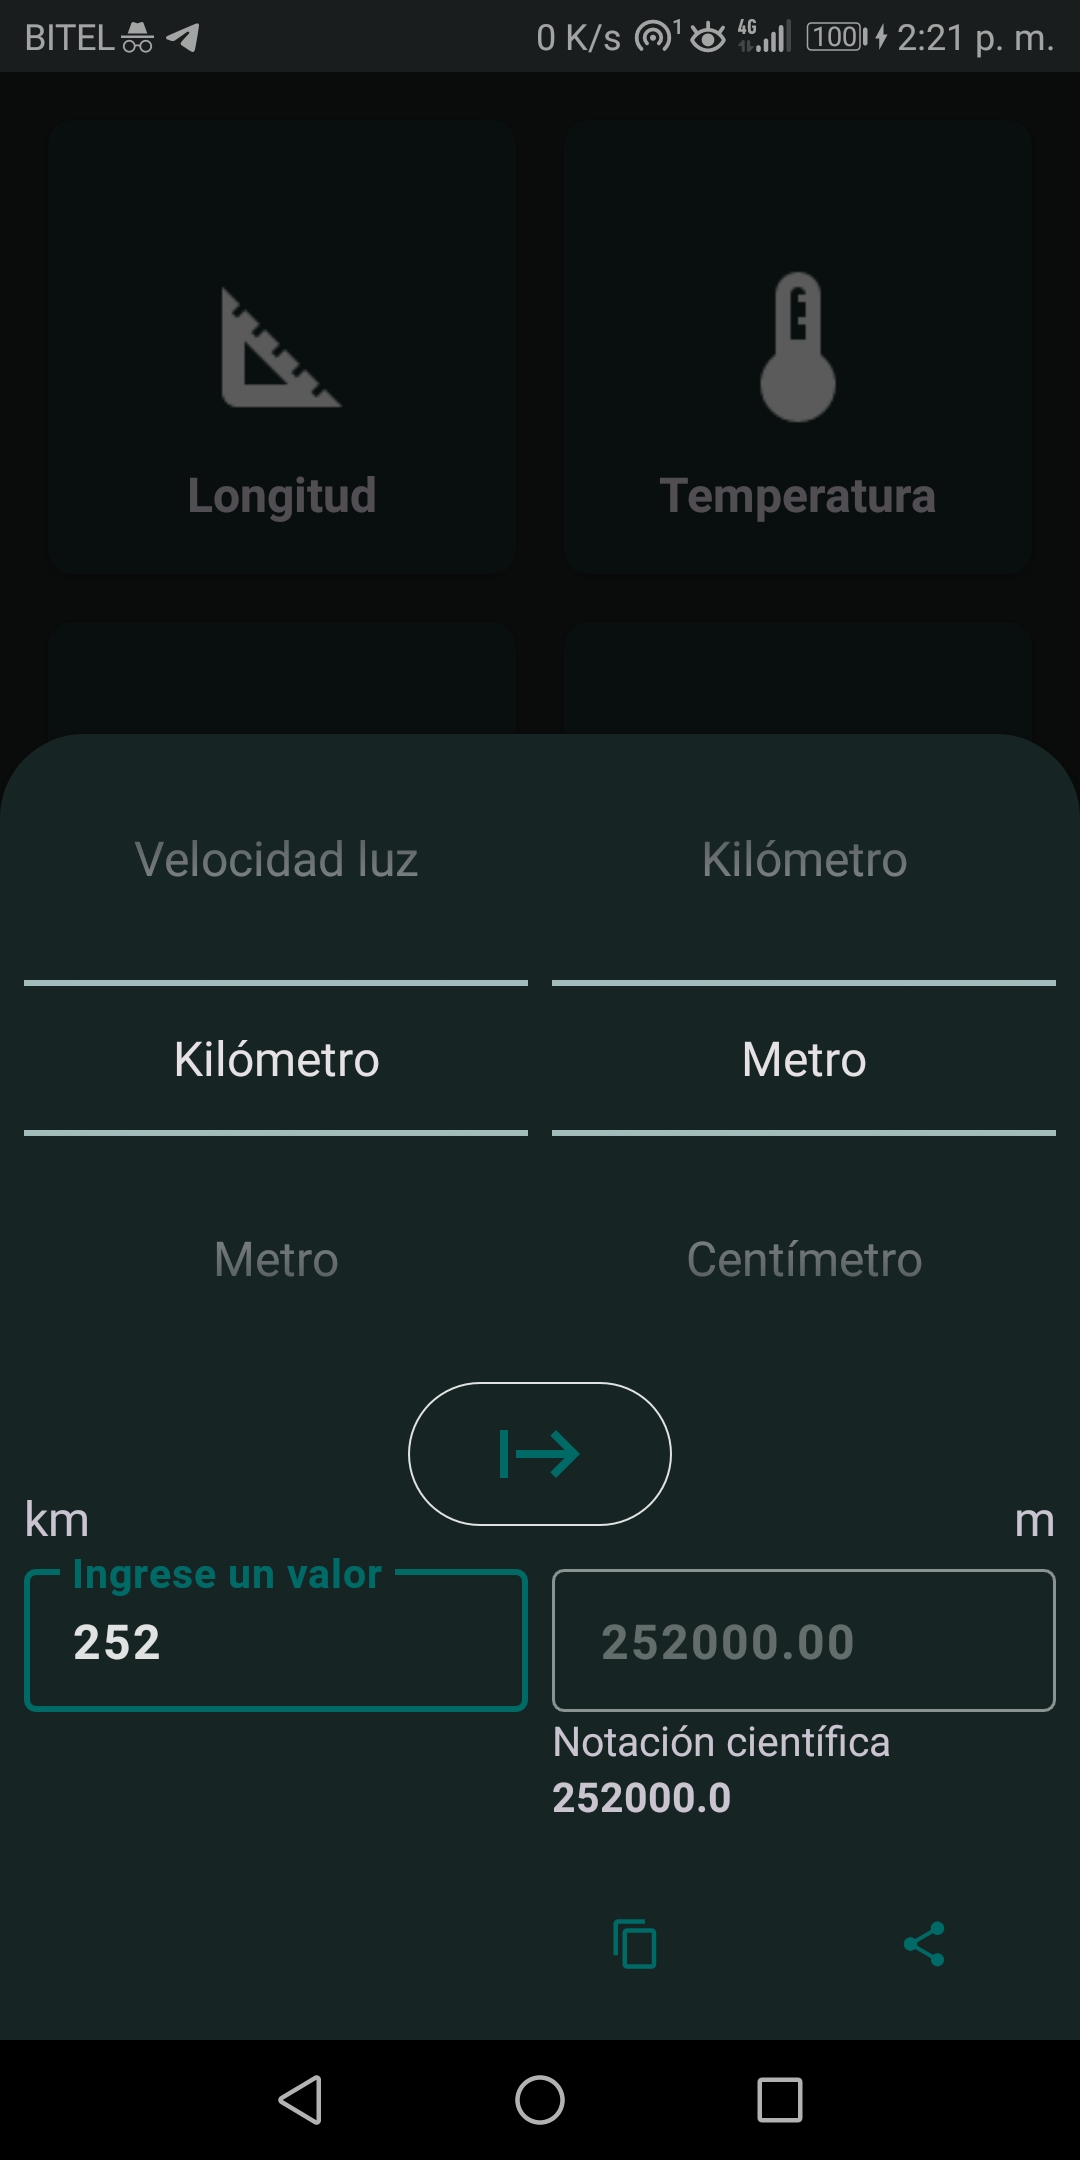 BITEL 0 K/s 1 4G 100 2:21 p. m.
Longitud Temperatura
Velocidad luz Kilómetro
Kilómetro Metro
Metro Centímetro
km m
Ingrese un valor
252 252000.00
Notación científica
252000.0